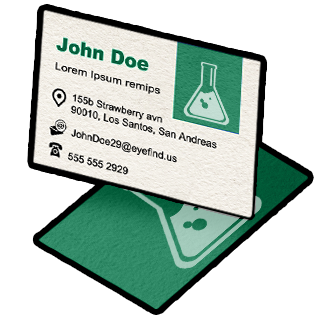 John Doe
Lorem Ipsum remips
155b Strawberry avn
90010, Los Santos, San Andreas
JohnDoe29@eyefind.us
555 555 2929